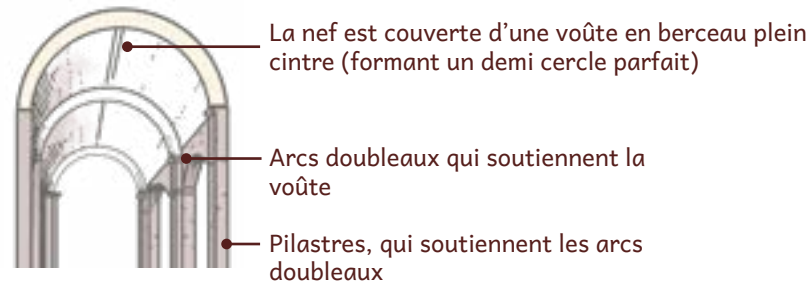 La nef est couverte d’une voûte en berceau plein
cintre (formant un demi cercle parfait)
Arcs doubleaux qui soutiennent la
voûte
Pilastres, qui soutiennent les arcs
doubleaux